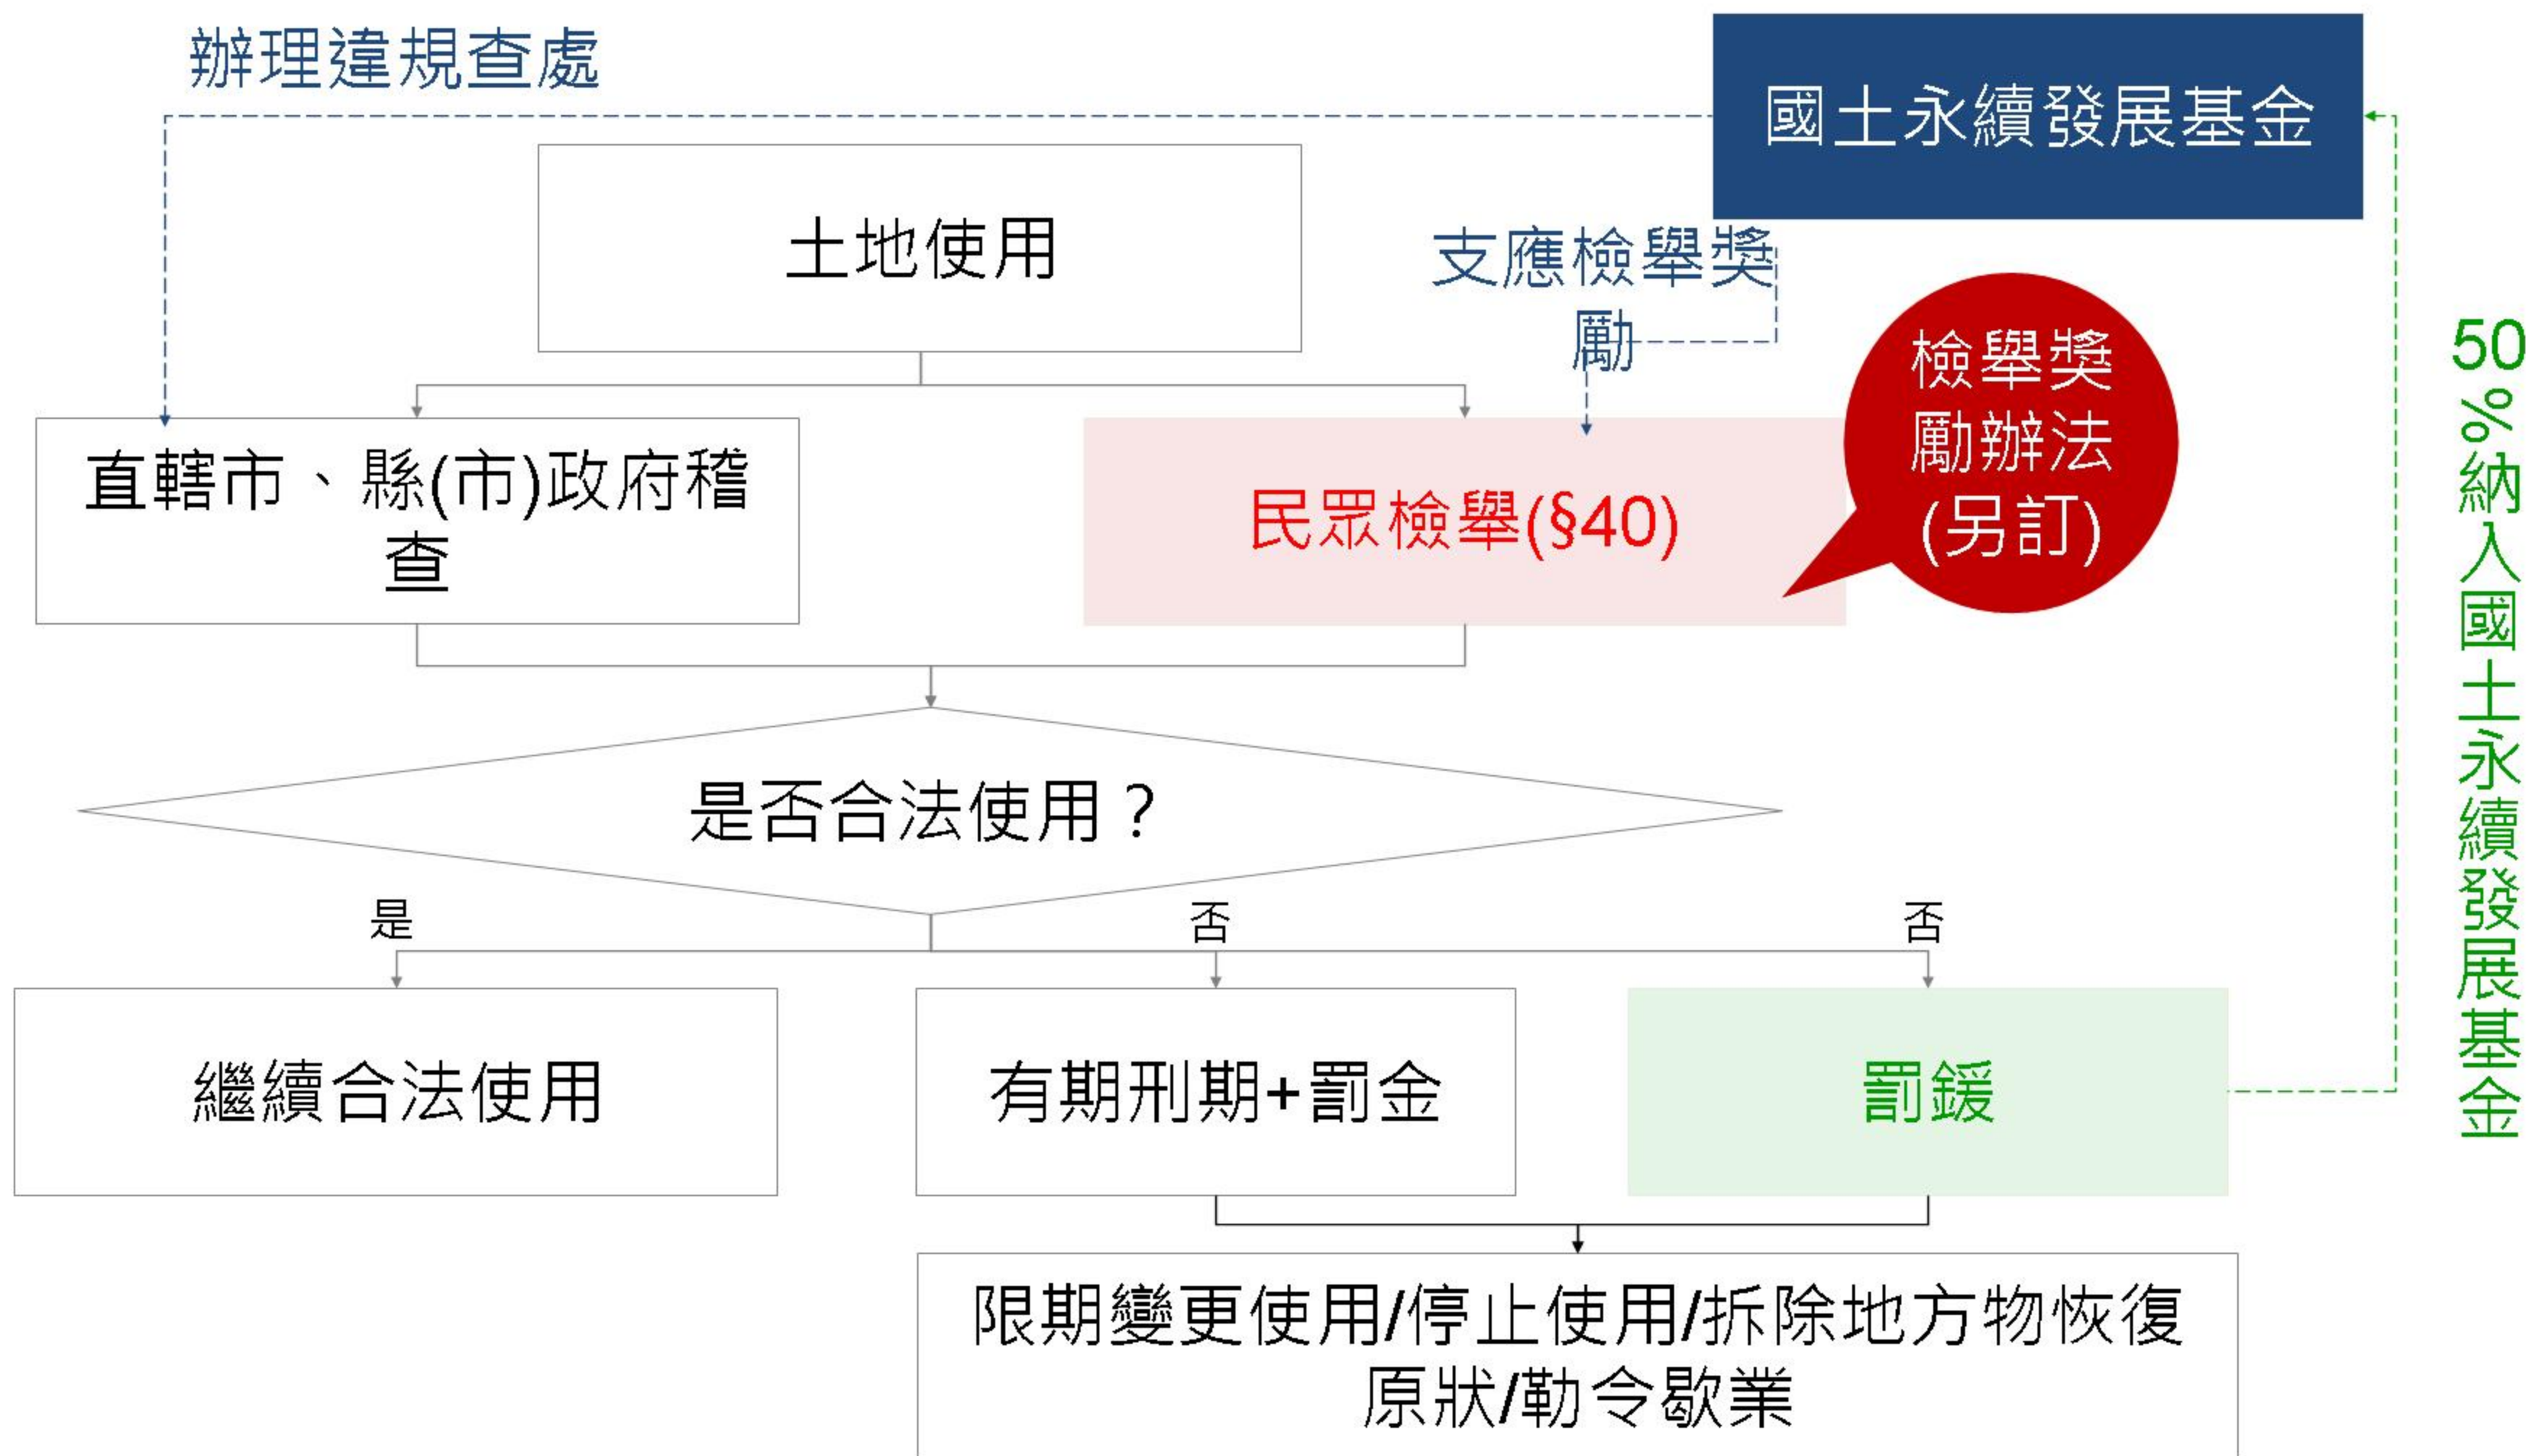 辦理違規查處
國土永續發展基金
土地使用
支應檢舉獎
勵
檢舉獎
勵辦法
(另訂)
50%納入國土永續發展基金
直轄市、縣(市)政府稽
查
民眾檢舉(§40)
是否合法使用？
是
否
否
繼續合法使用
有期刑期+罰金
罰鍰
限期變更使用/停止使用/拆除地方物恢復
原狀/勒令歇業